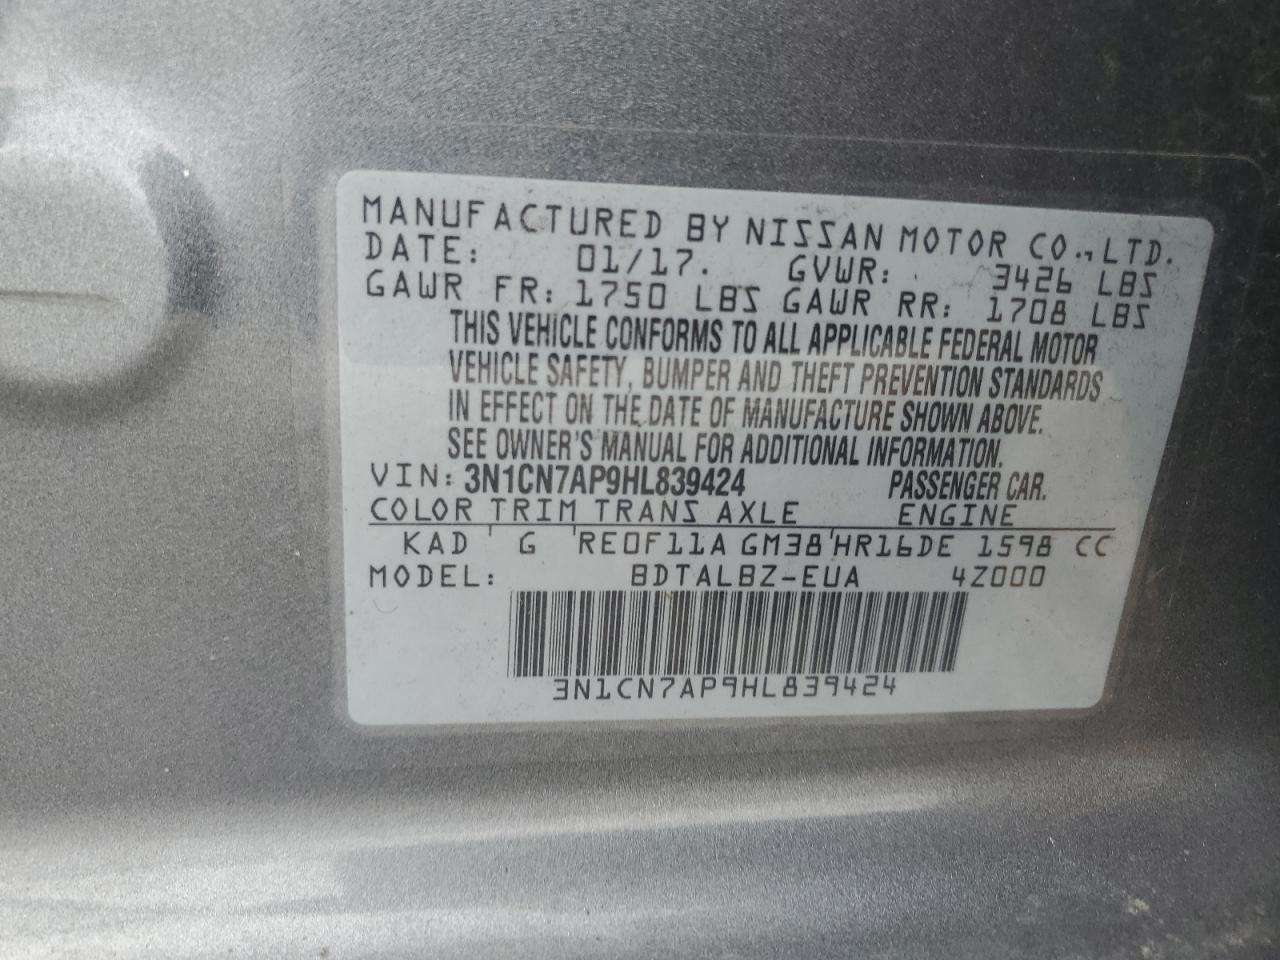 MANUFACTURED BY NISSAN MOTOR CO.,LTD.
DATE: 01/17. GVWR: 3426 LBS
GAWR FR: 1750 LBS GAWR RR: 1708 LBS
THIS VEHICLE CONFORMS TO ALL APPLICABLE FEDERAL MOTOR
VEHICLE SAFETY, BUMPER AND THEFT PREVENTION STANDARDS
IN EFFECT ON THE DATE OF MANUFACTURE SHOWN ABOVE.
SEE OWNER'S MANUAL FOR ADDITIONAL INFORMATION.
VIN: 3N1CN7AP9HL839424 PASSENGER CAR.
COLOR TRIM TRANS AXLE ENGINE
KAD G RE0F11A GM38 HR16DE 1598 CC
MODEL: BDTALBZ-EUA 4Z000
3N1CN7AP9HL839424